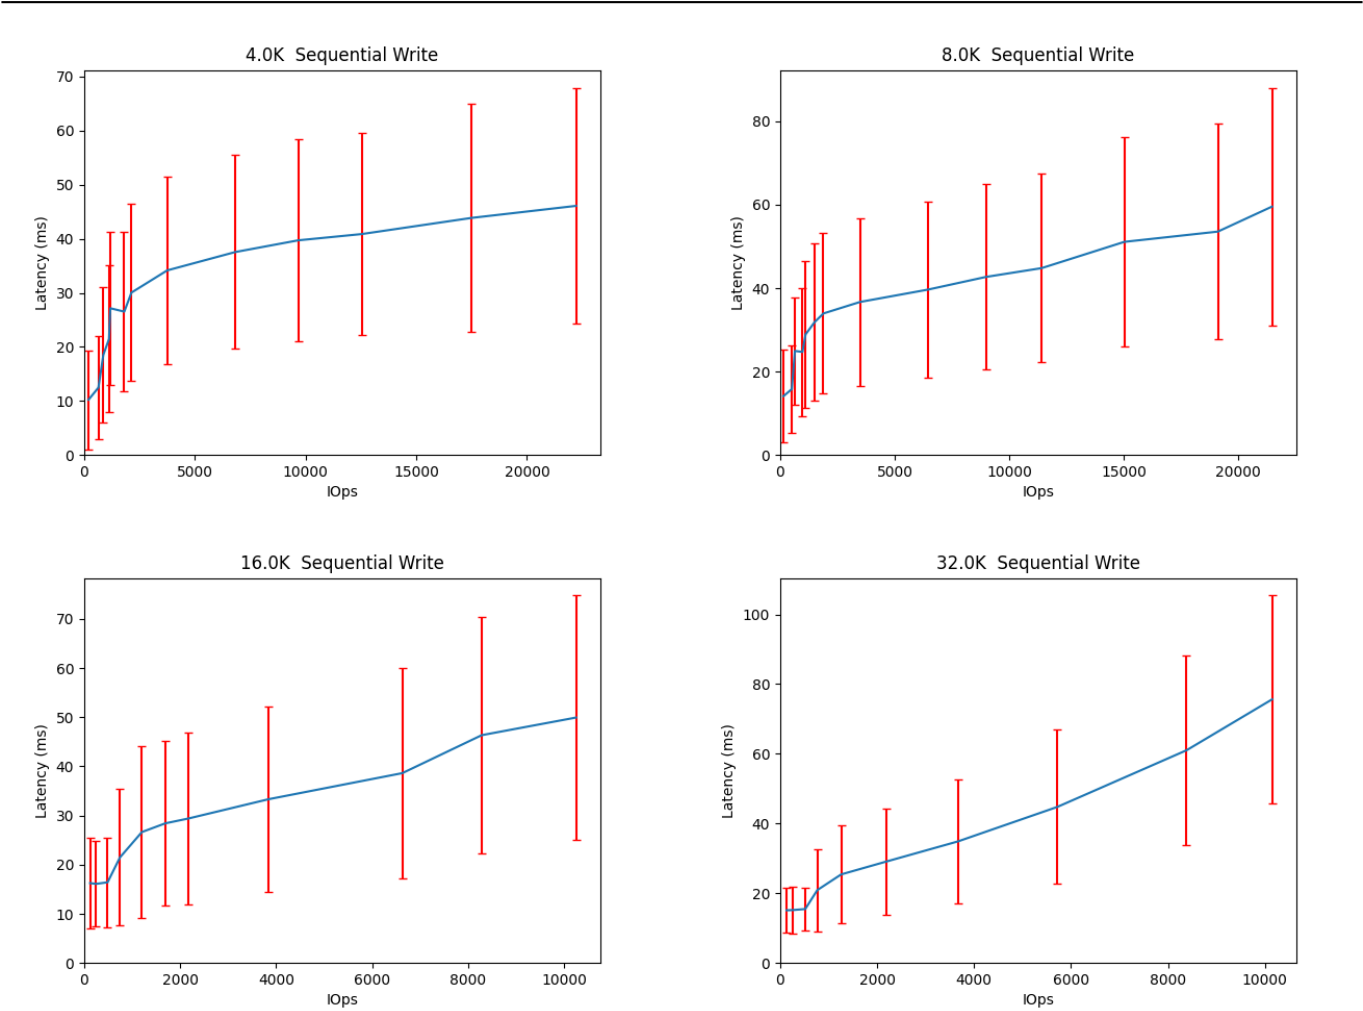 4.0K  Sequential Write
70
60
50
40
30
20
10
0
Latency (ms)
0 5000 10000 15000 20000
IOps
8.0K  Sequential Write
80
60
40
20
0
Latency (ms)
0 5000 10000 15000 20000
IOps
16.0K  Sequential Write
70
60
50
40
30
20
10
0
Latency (ms)
0 2000 4000 6000 8000 10000
IOps
32.0K  Sequential Write
100
80
60
40
20
0
Latency (ms)
0 2000 4000 6000 8000 10000
IOps